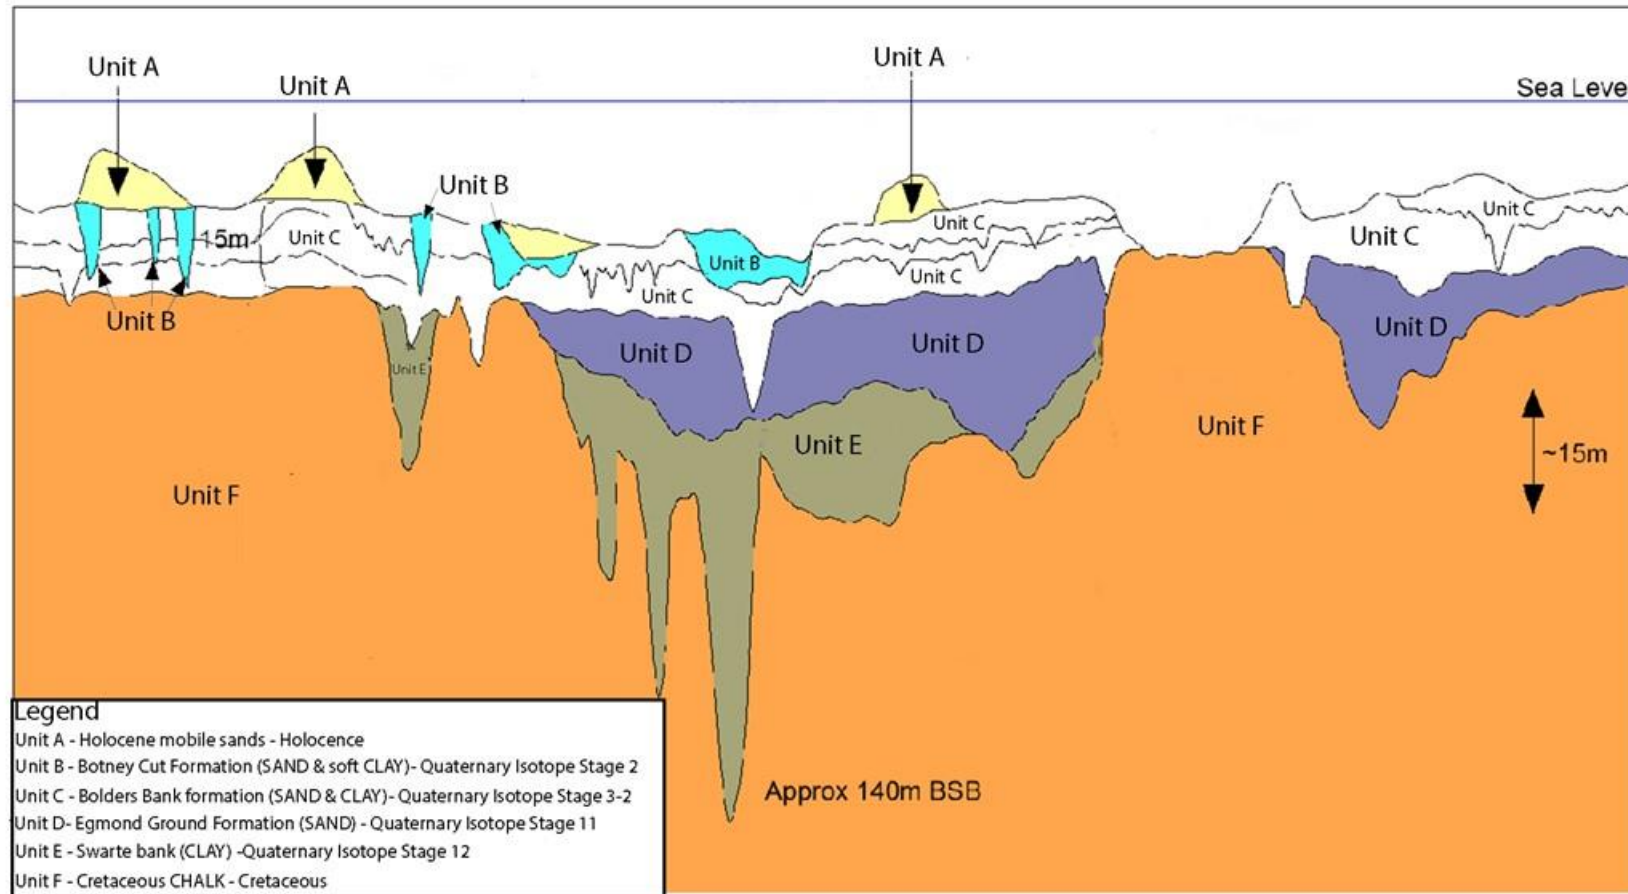 Unit A
Unit A
Unit A
Sea Leve
Unit B
15m
Unit C
Unit C
Unit C
Unit C
Unit B
Unit C
Unit C
Unit B
Unit D
Unit D
Unit D
Unit E
Unit E
Unit F
Unit F
~15m
Approx 140m BSB
Legend
Unit A - Holocene mobile sands - Holocence
Unit B - Botney Cut Formation (SAND & soft CLAY)- Quaternary Isotope Stage 2
Unit C - Bolders Bank formation (SAND & CLAY)- Quaternary Isotope Stage 3-2
Unit D- Egmond Ground Formation (SAND) - Quaternary Isotope Stage 11
Unit E - Swarte bank (CLAY) -Quaternary Isotope Stage 12
Unit F - Cretaceous CHALK - Cretaceous